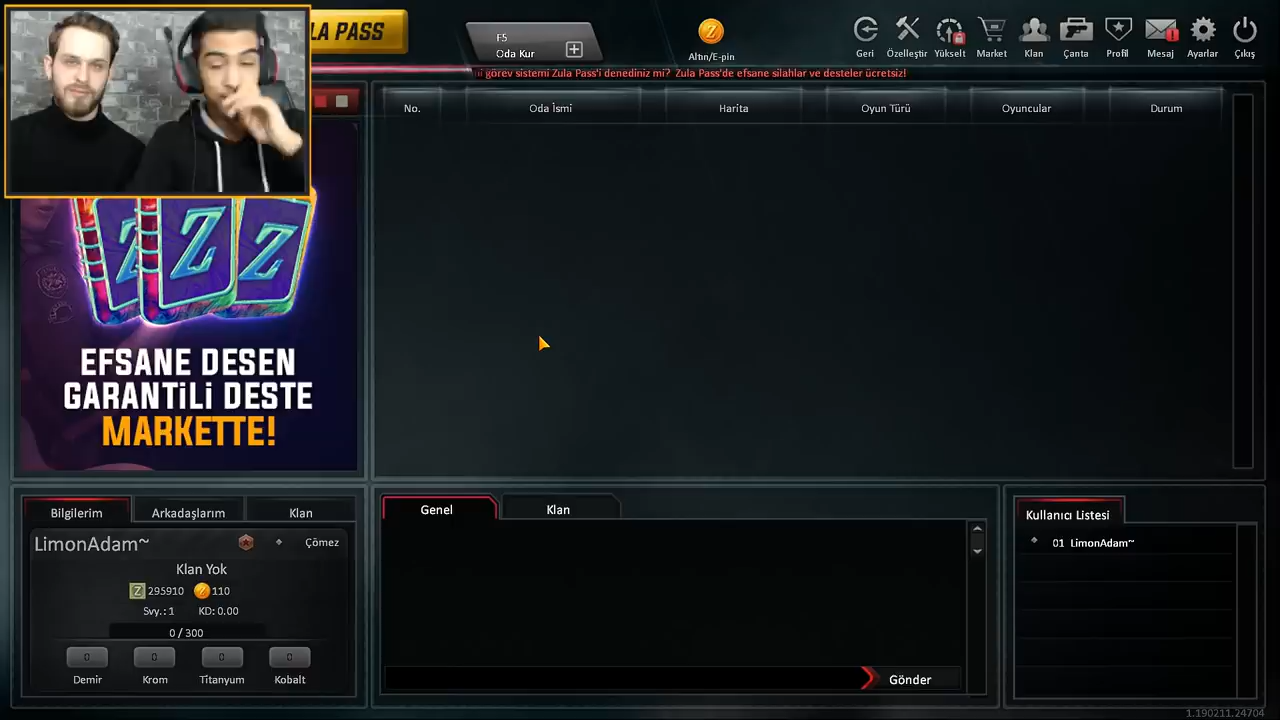 LA PASS
F5
Oda Kur
Altın/E-pin
Geri
Özelleştir
Yükselt
Market
Klan
Çanta
Profil
Mesaj
Ayarlar
Çıkış
görev sistemi Zula Pass'i denediniz mi? Zula Pass'de efsane silahlar ve desteler ücretsiz!
No.
Oda İsmi
Harita
Oyun Türü
Oyuncular
Durum
Z
Z
Z
EFSANE DESEN
GARANTİLİ DESTE
MARKETTE!
Bilgilerim
Arkadaşlarım
Klan
LimonAdam~
Çömez
Klan Yok
Z 295910
110
Svy.: 1
KD: 0.00
0 / 300
0
0
0
0
Demir
Krom
Titanyum
Kobalt
Genel
Klan
Gönder
Kullanıcı Listesi
01 LimonAdam~
1.190211.24704